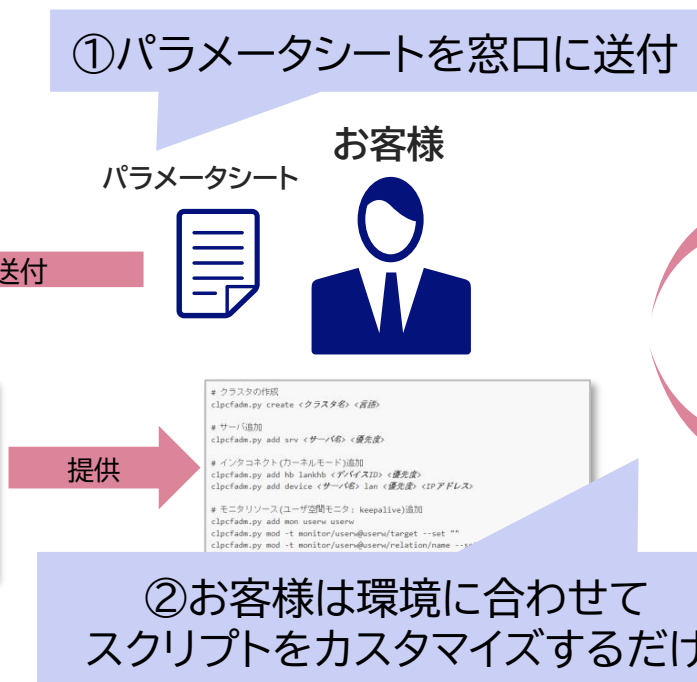 ①パラメータシートを窓口に送付
お客様
パラメータシート
送付
提供
# クラスタの作成
clpcfadm.py create <クラスタ名> <言語>
# サーバ追加
clpcfadm.py add srv <サーバ名> <優先度>
# インタコネクト(カーネルモード)追加
clpcfadm.py add hb lankhb <デバイスID> <優先度>
clpcfadm.py add device <サーバ名> lan <優先度> <IPアドレス>
# モニタリソース(ユーザ空間モニタ: keepalive)追加
clpcfadm.py add mon userw userw
clpcfadm.py mod -t monitor/userw@userw/target --set ""
clpcfadm.py mod -t monitor/userw@userw/relation/name --se
②お客様は環境に合わせて
スクリプトをカスタマイズするだけ